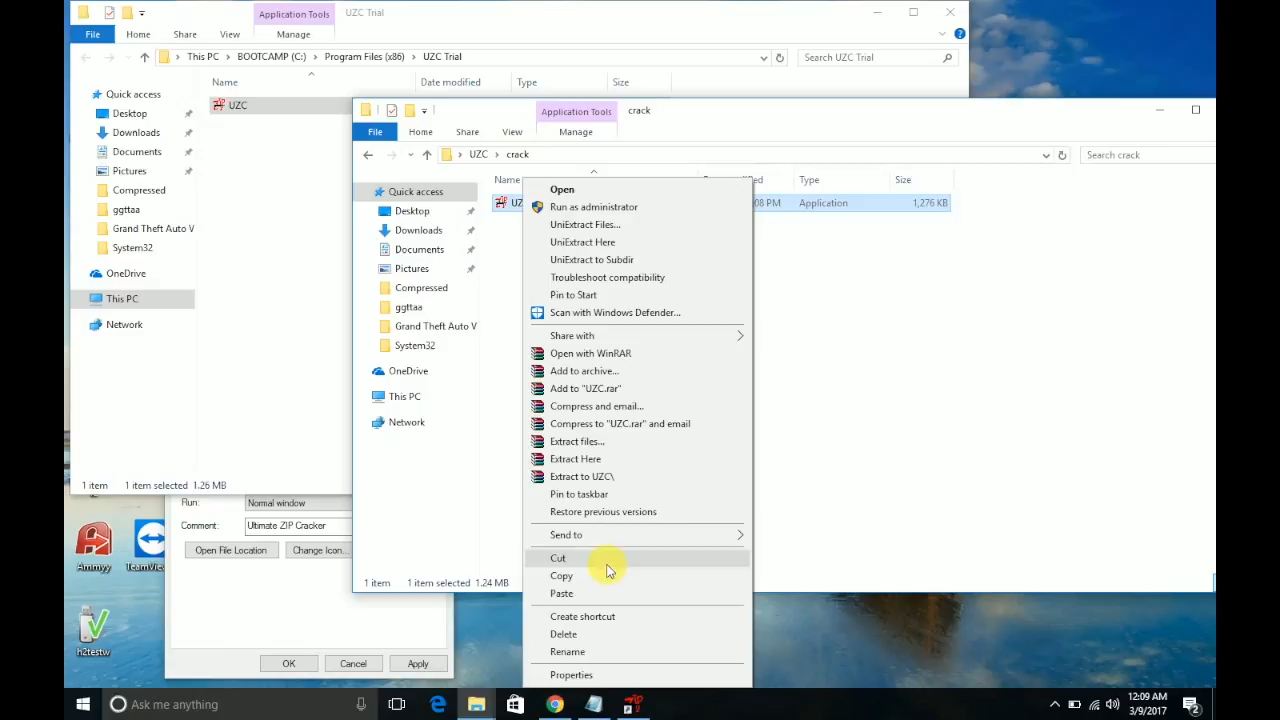 Application Tools UZC Trial
File Home Share View Manage
This PC BOOTCAMP (C:) Program Files (x86) UZC Trial Search UZC Trial
Name Date modified Type Size
Quick access
Desktop
Downloads
Documents
Pictures
Compressed
ggttaa
Grand Theft Auto V
System32
OneDrive
This PC
Network
UZC
1 item 1 item selected 1.26 MB
Application Tools crack
File Home Share View Manage
UZC crack Search crack
Name Type Size
Quick access
Desktop
Downloads
Documents
Pictures
Compressed
ggttaa
Grand Theft Auto V
System32
OneDrive
This PC
Network
08 PM Application 1,276 KB
1 item 1 item selected 1.24 MB
Open
Run as administrator
UniExtract Files...
UniExtract Here
UniExtract to Subdir
Troubleshoot compatibility
Pin to Start
Scan with Windows Defender...
Share with
Open with WinRAR
Add to archive...
Add to "UZC.rar"
Compress and email...
Compress to "UZC.rar" and email
Extract files...
Extract Here
Extract to UZC\
Pin to taskbar
Restore previous versions
Send to
Cut
Copy
Paste
Create shortcut
Delete
Rename
Properties
Run: Normal window
Comment: Ultimate ZIP Cracker
Open File Location Change Icon...
OK Cancel Apply
Ammyy
TeamVie
h2testw
Ask me anything
12:09 AM
3/9/2017
2